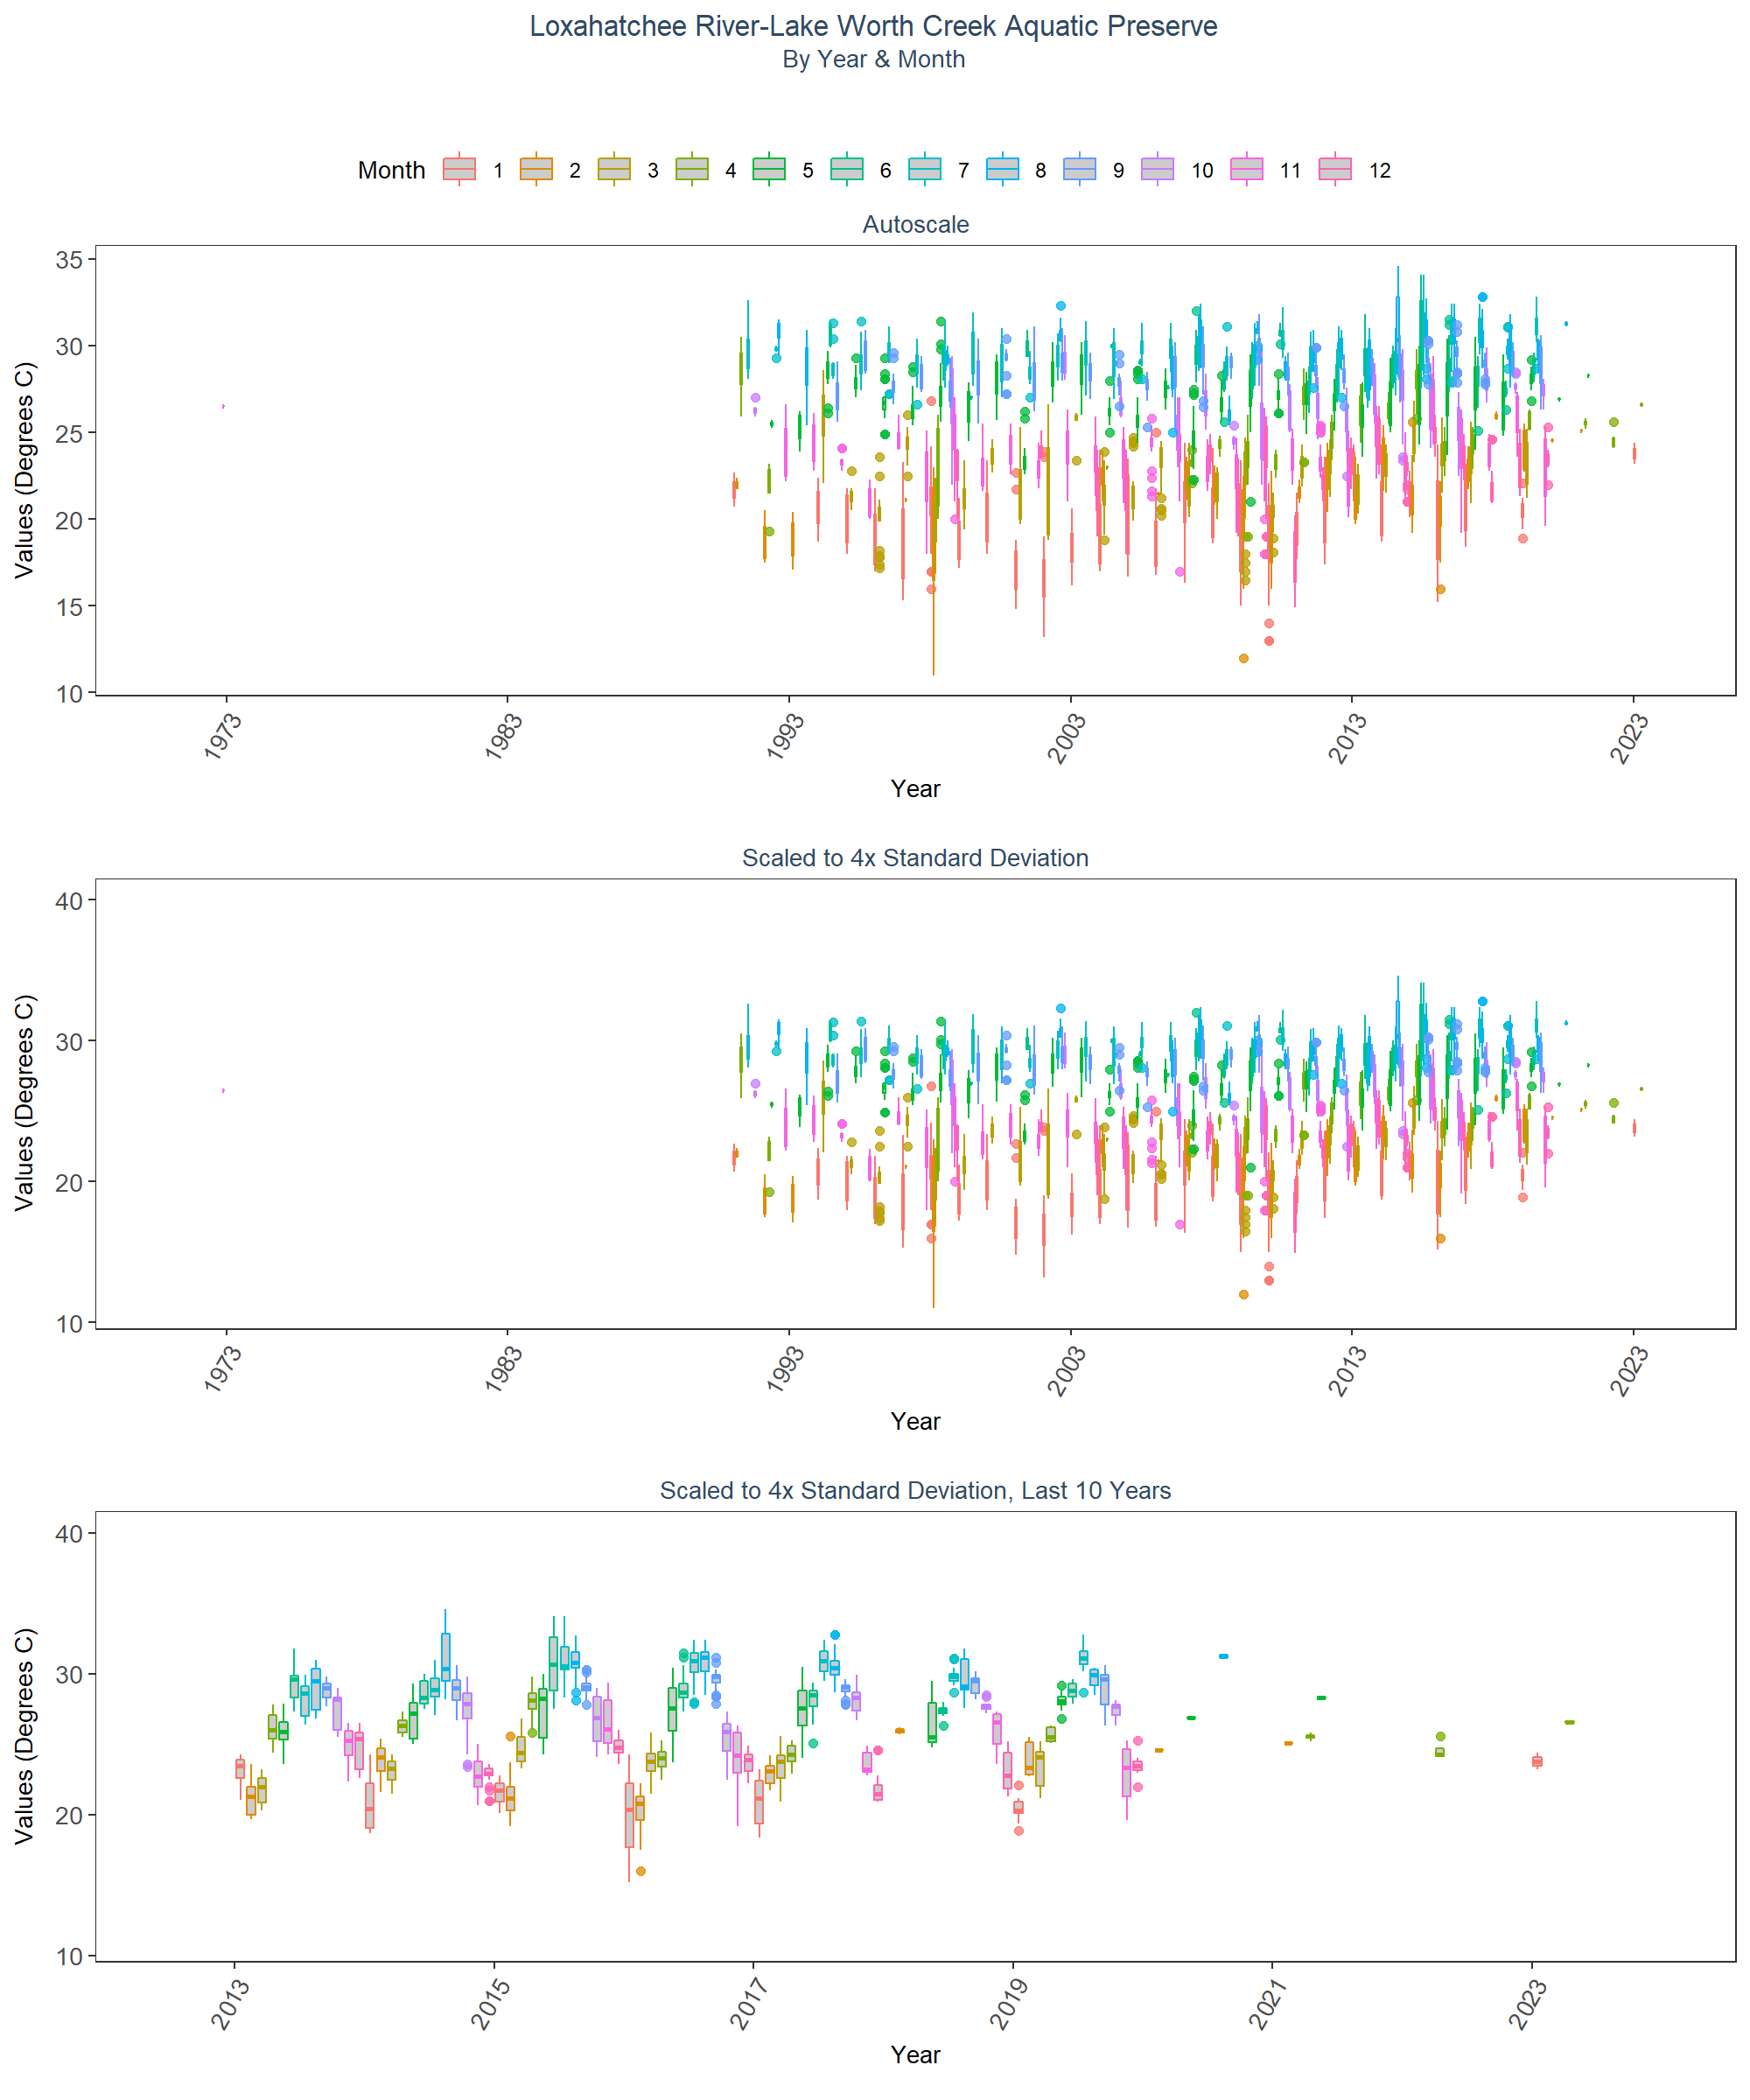 Loxahatchee River-Lake Worth Creek Aquatic Preserve
By Year & Month
Month 1 2 3 4 5 6 7 8 9 10 11 12
Autoscale
Values (Degrees C)
35
30
25
20
15
10
1973 1983 1993 2003 2013 2023
Year
Scaled to 4x Standard Deviation
Values (Degrees C)
40
30
20
10
1973 1983 1993 2003 2013 2023
Year
Scaled to 4x Standard Deviation, Last 10 Years
Values (Degrees C)
40
30
20
10
2013 2015 2017 2019 2021 2023
Year